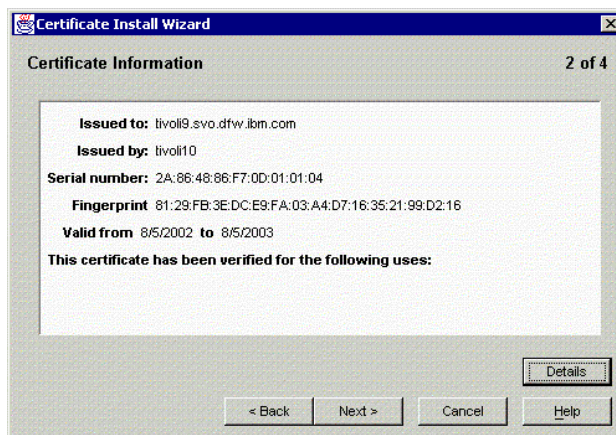 Certificate Install Wizard
Certificate Information 2 of 4
Issued to: tivoli9.svo.dfw.ibm.com
Issued by: tivoli10
Serial number: 2A:86:48:86:F7:0D:01:01:04
Fingerprint 81:29:FB:3E:DC:E9:FA:03:A4:D7:16:35:21:99:D2:16
Valid from 8/5/2002 to 8/5/2003
This certificate has been verified for the following uses:
Details
< Back Next > Cancel Help